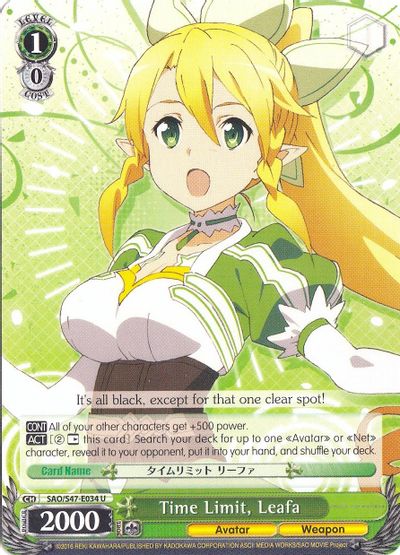 LEVEL
1
0
COST
It's all black, except for that one clear spot!
CONT All of your other characters get +500 power.
ACT [② this card] Search your deck for up to one «Avatar» or «Net»
character, reveal it to your opponent, put it into your hand, and shuffle your deck.
Card Name タイムリミット リーファ
CH SAO/S47-E034 U
2000 Time Limit, Leafa
Avatar Weapon
©2016 REKI KAWAHARA/PUBLISHED BY KADOKAWA CORPORATION ASCII MEDIA WORKS/SAO MOVIE Project